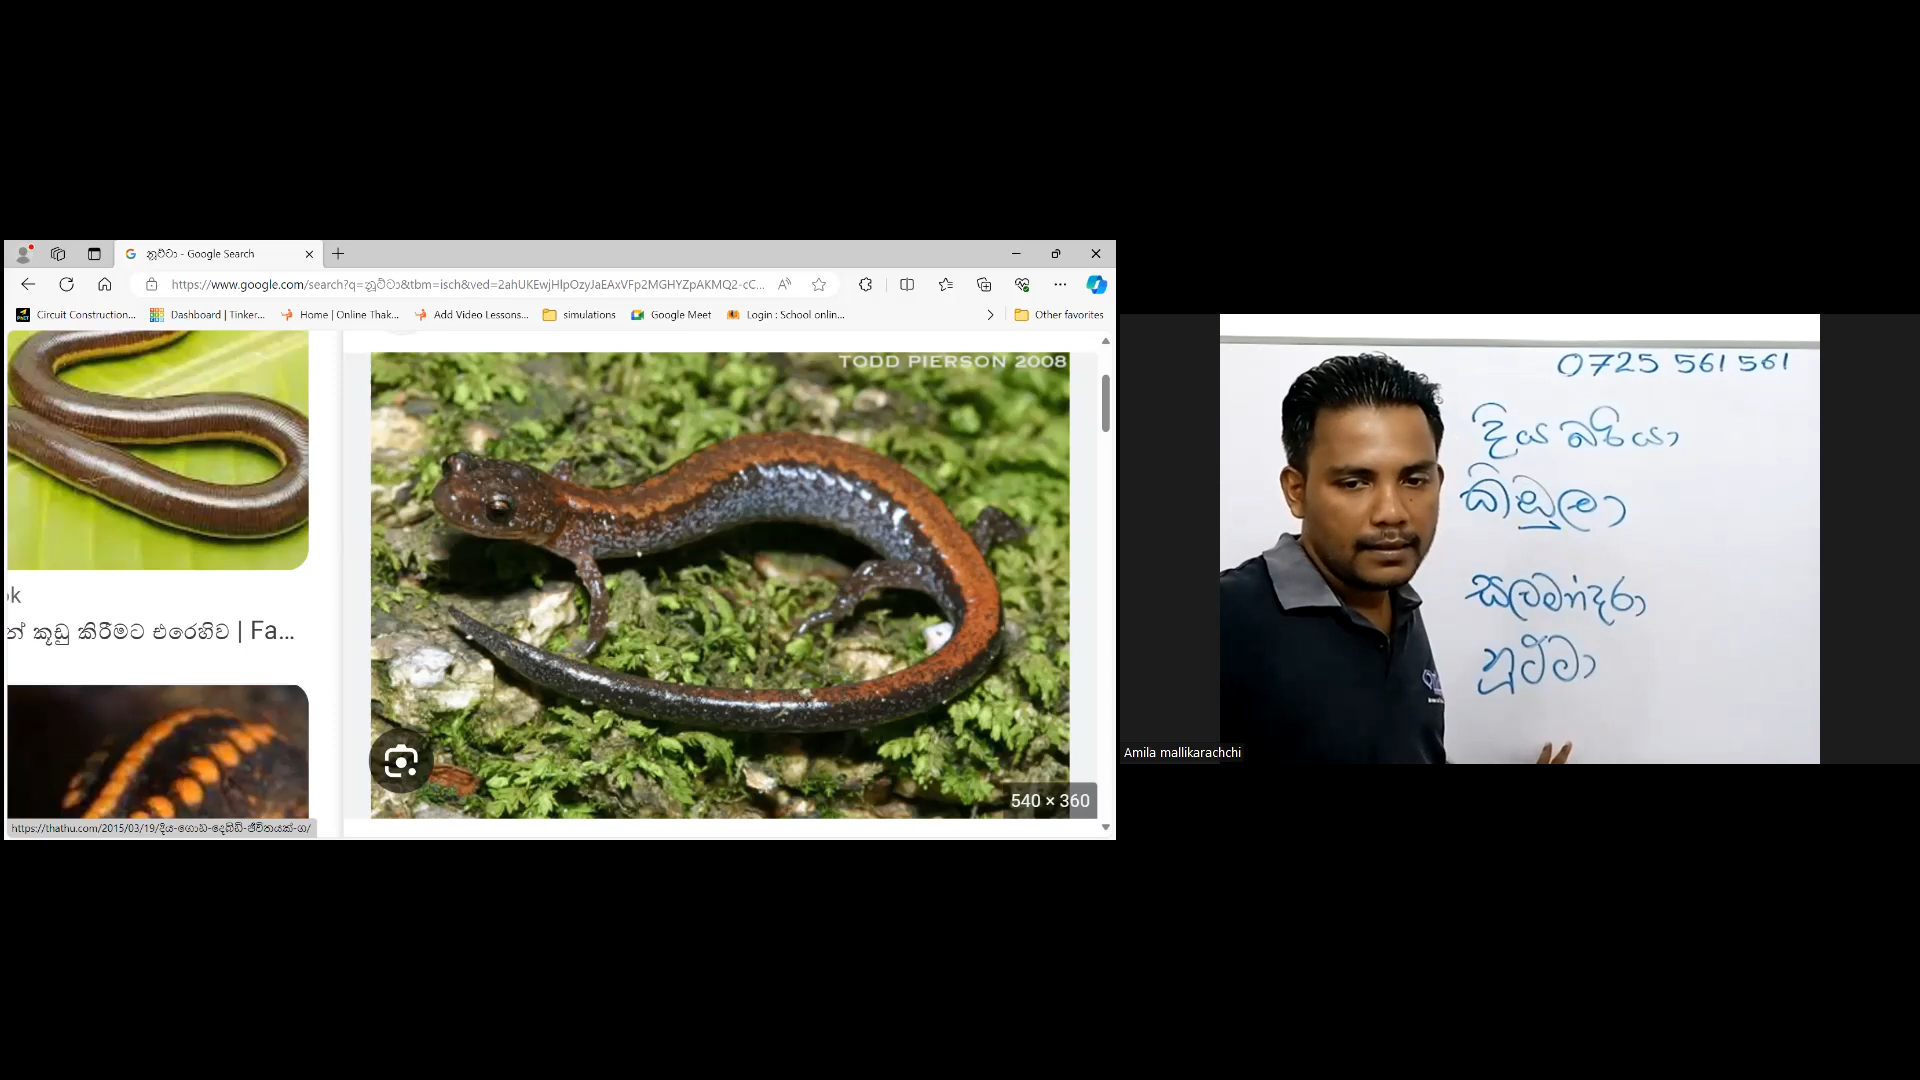 නූට්ටා - Google Search
https://www.google.com/search?q=නූට්ටා&tbm=isch&ved=2ahUKEwjHlpOzyJaEAxVFp2MGHYZpAKMQ2-cC...
Circuit Construction...
Dashboard | Tinker...
Home | Online Thak...
Add Video Lessons...
simulations
Google Meet
Login : School onlin...
Other favorites
TODD PIERSON 2008
ok
න් කූඩු කිරීමට එරෙහිව | Fa...
540 × 360
https://thathu.com/2015/03/19/දිය-ගොඩ-දෙබිඩි-ජීවිතයක්-ග/
0725 561 561
දිය බරියා
කිඹුලා
සලමන්දරා
නූට්ටා
Amila mallikarachchi